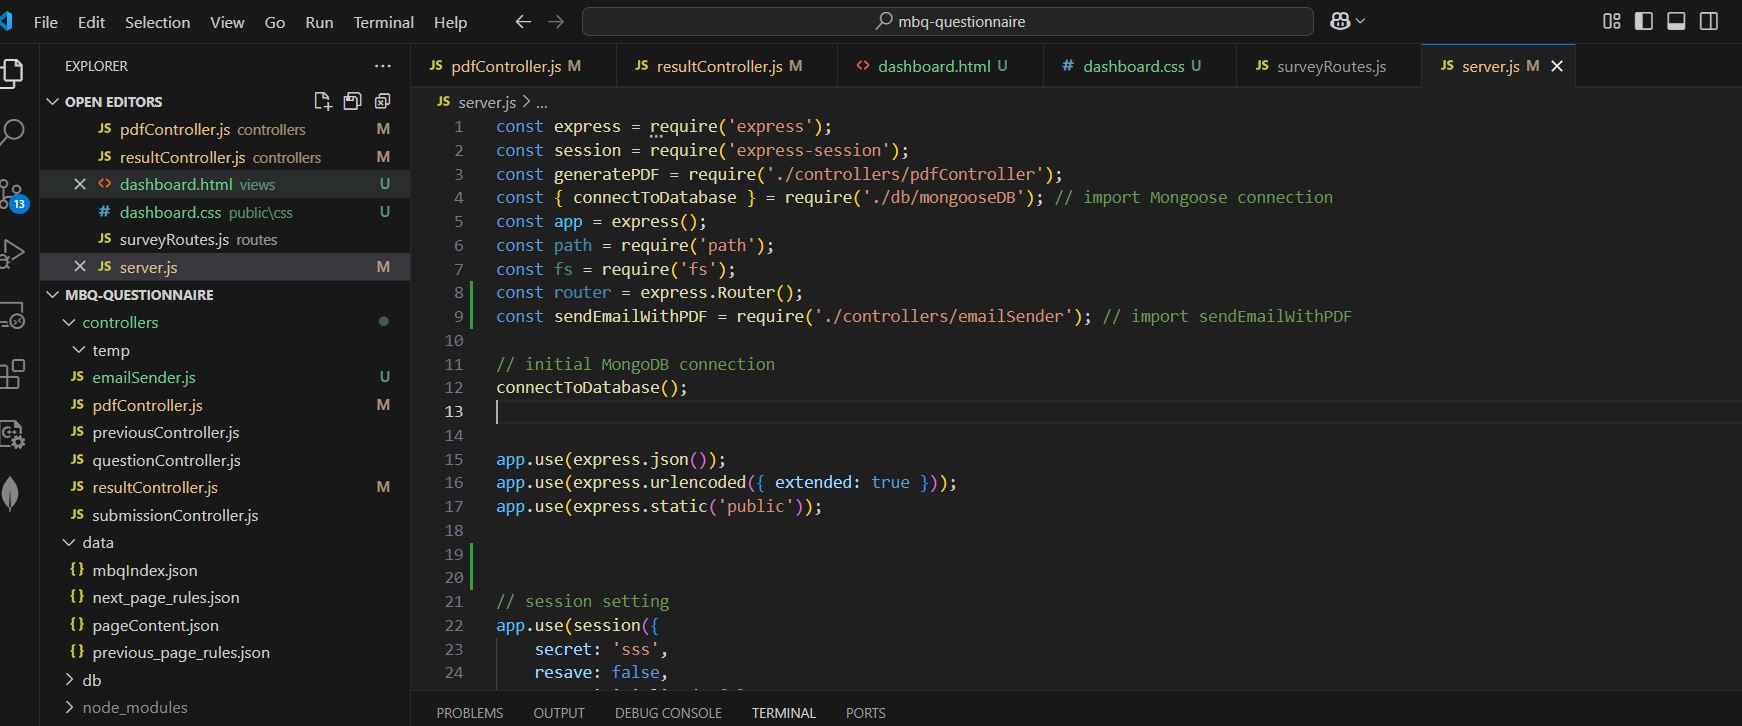 File Edit Selection View Go Run Terminal Help
mbq-questionnaire
EXPLORER
OPEN EDITORS
JS pdfController.js controllers M
JS resultController.js controllers M
dashboard.html views U
# dashboard.css public\css U
JS surveyRoutes.js routes
JS server.js M
13
MBQ-QUESTIONNAIRE
controllers
temp
JS emailSender.js U
JS pdfController.js M
JS previousController.js
JS questionController.js
JS resultController.js M
JS submissionController.js
data
{} mbqIndex.json
{} next_page_rules.json
{} pageContent.json
{} previous_page_rules.json
db
node_modules
JS pdfController.js M
JS resultController.js M
<> dashboard.html U
# dashboard.css U
JS surveyRoutes.js
JS server.js M
JS server.js > ...
1 const express = require('express');
2 const session = require('express-session');
3 const generatePDF = require('./controllers/pdfController');
4 const { connectToDatabase } = require('./db/mongooseDB'); // import Mongoose connection
5 const app = express();
6 const path = require('path');
7 const fs = require('fs');
8 const router = express.Router();
9 const sendEmailWithPDF = require('./controllers/emailSender'); // import sendEmailWithPDF
10
11 // initial MongoDB connection
12 connectToDatabase();
13
14
15 app.use(express.json());
16 app.use(express.urlencoded({ extended: true }));
17 app.use(express.static('public'));
18
19
20
21 // session setting
22 app.use(session({
23 secret: 'sss',
24 resave: false,
PROBLEMS OUTPUT DEBUG CONSOLE TERMINAL PORTS